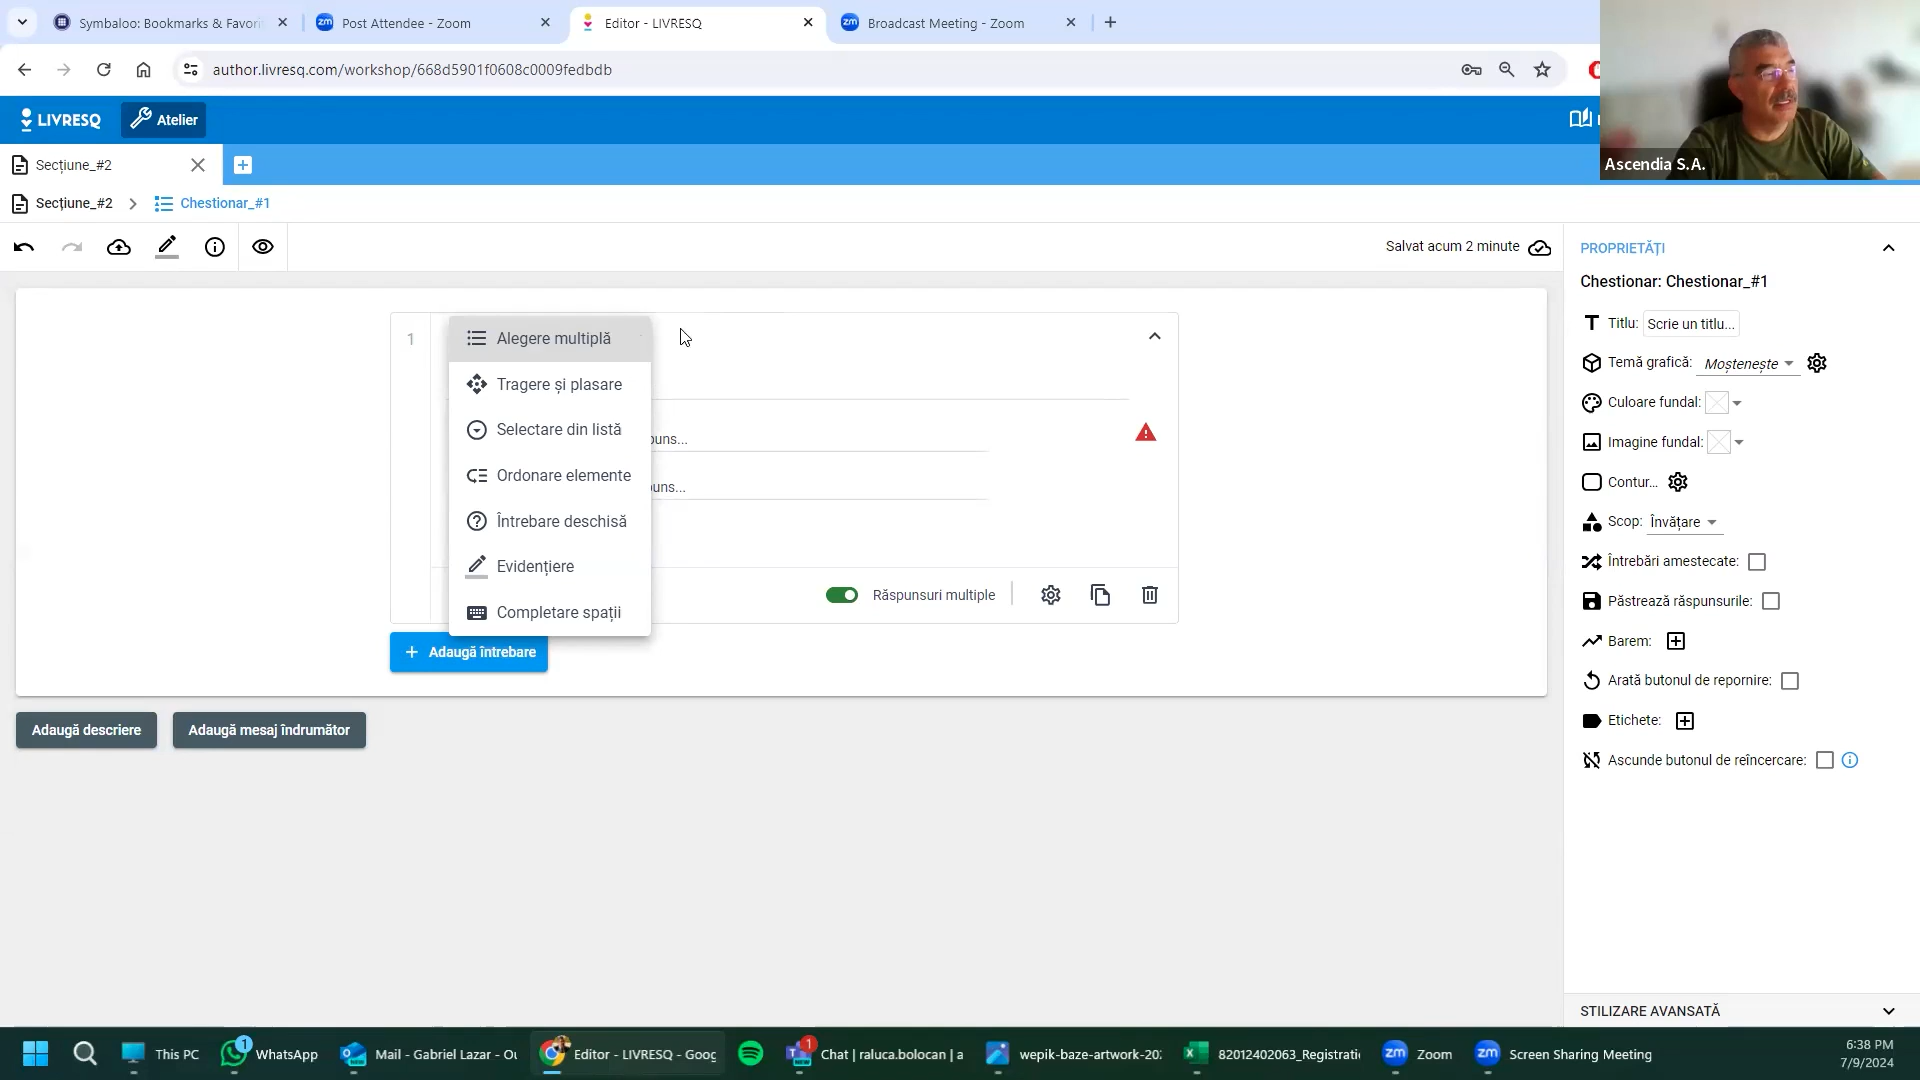 Symbaloo: Bookmarks & Favori
Post Attendee - Zoom
Editor - LIVRESQ
Broadcast Meeting - Zoom
author.livresq.com/workshop/668d5901f0608c0009fedbdb
LIVRESQ
Atelier
Ascendia S.A.
Secțiune_#2
Secțiune_#2
Chestionar_#1
Salvat acum 2 minute
PROPRIETĂȚI
Chestionar: Chestionar_#1
1
Alegere multiplă
Tragere și plasare
Selectare din listă
Ordonare elemente
Întrebare deschisă
Evidențiere
Completare spații
puns...
puns...
Răspunsuri multiple
Adaugă întrebare
Adaugă descriere
Adaugă mesaj îndrumător
Titlu: Scrie un titlu...
Temă grafică: Moștenește
Culoare fundal:
Imagine fundal:
Contur...
Scop: Învățare
Întrebări amestecate:
Păstrează răspunsurile:
Barem:
Arată butonul de repornire:
Etichete:
Ascunde butonul de reîncercare:
STILIZARE AVANSATĂ
This PC
1
WhatsApp
Mail - Gabriel Lazar - Ou
Editor - LIVRESQ - Goog
1
Chat | raluca.bolocan | a
wepik-baze-artwork-202
82012402063_Registratio
Zoom
Screen Sharing Meeting
6:38 PM
7/9/2024